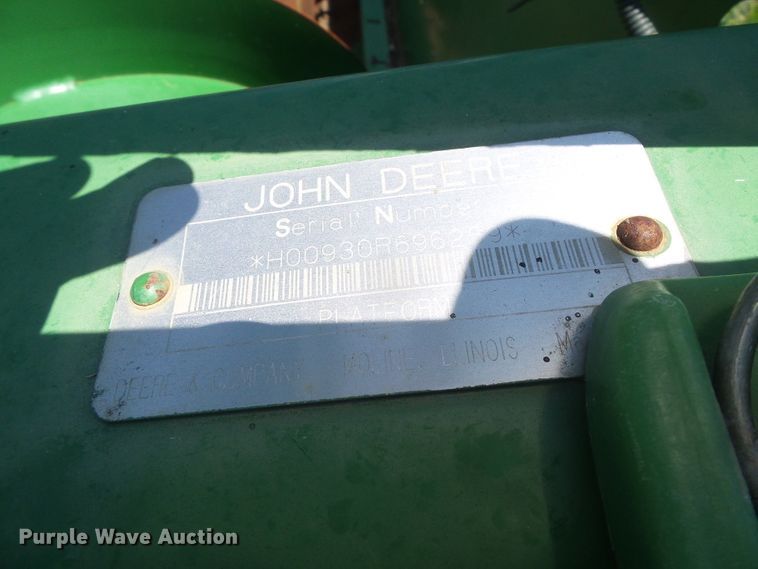 JOHN DEERE
Serial Number
PLATFORM
DEERE & COMPANY MOLINE ILLINOIS
Purple Wave Auction